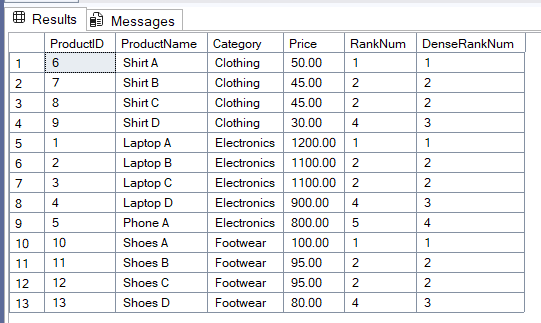 Results Messages
ProductID ProductName Category Price RankNum DenseRankNum
1 6 Shirt A Clothing 50.00 1 1
2 7 Shirt B Clothing 45.00 2 2
3 8 Shirt C Clothing 45.00 2 2
4 9 Shirt D Clothing 30.00 4 3
5 1 Laptop A Electronics 1200.00 1 1
6 2 Laptop B Electronics 1100.00 2 2
7 3 Laptop C Electronics 1100.00 2 2
8 4 Laptop D Electronics 900.00 4 3
9 5 Phone A Electronics 800.00 5 4
10 10 Shoes A Footwear 100.00 1 1
11 11 Shoes B Footwear 95.00 2 2
12 12 Shoes C Footwear 95.00 2 2
13 13 Shoes D Footwear 80.00 4 3